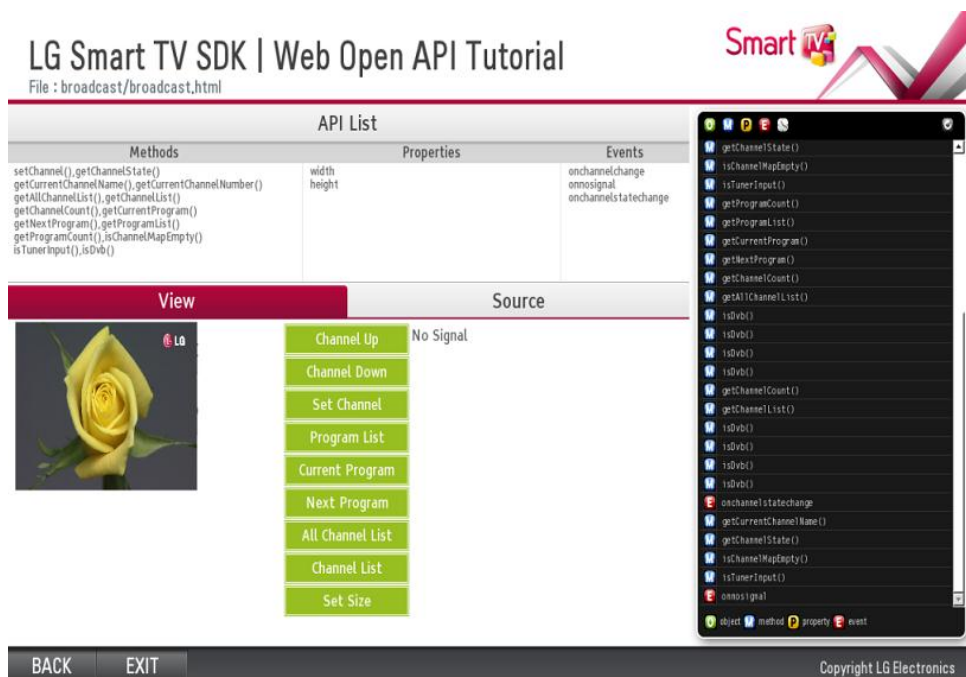 LG Smart TV SDK | Web Open API Tutorial
File : broadcast/broadcast.html
Smart TV
API List
Methods
Properties
Events
setChannel(),getChannelState()
getCurrentChannelName(),getCurrentChannelNumber()
getAllChannelList(),getChannelList()
getChannelCount(),getCurrentProgram()
getNextProgram(),getProgramList()
getProgramCount(),isChannelMapEmpty()
isTunerInput(),isDvb()
width
height
onchannelchange
onnosignal
onchannelstatechange
View
Source
LG
Channel Up
Channel Down
Set Channel
Program List
Current Program
Next Program
All Channel List
Channel List
Set Size
No Signal
O M P E
M getChannelState()
M isChannelMapEmpty()
M isTunerInput()
M getProgramCount()
M getProgramList()
M getCurrentProgram()
M getNextProgram()
M getChannelCount()
M getAllChannelList()
M isDvb()
M isDvb()
M isDvb()
M isDvb()
M getChannelCount()
M getChannelList()
M isDvb()
M isDvb()
M isDvb()
M isDvb()
E onchannelstatechange
M getCurrentChannelName()
M getChannelState()
M isChannelMapEmpty()
M isTunerInput()
E onnosignal
O object M method P property E event
BACK
EXIT
Copyright LG Electronics